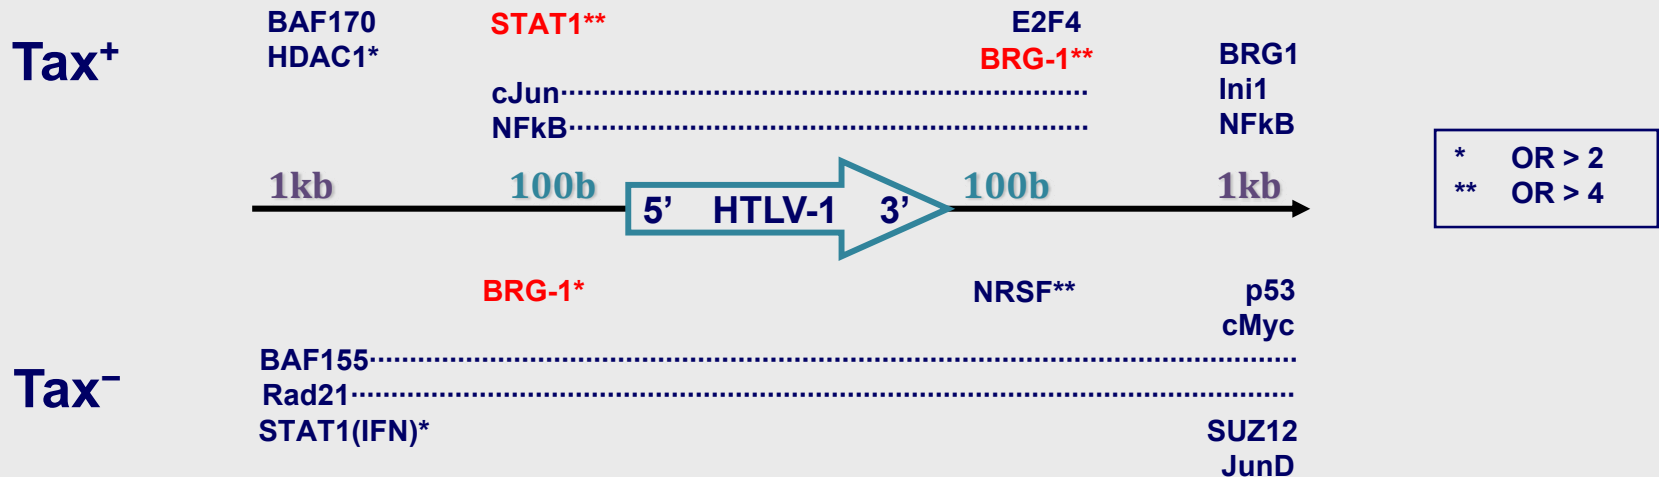 BAF170 STAT1** E2F4
Tax⁺ HDAC1* BRG-1** BRG1
cJun Ini1
NFkB NFkB
* OR > 2
1kb 100b 100b 1kb ** OR > 4
5’ HTLV-1 3’
BRG-1* NRSF** p53
cMyc
BAF155
Tax⁻ Rad21
STAT1(IFN)* SUZ12
JunD